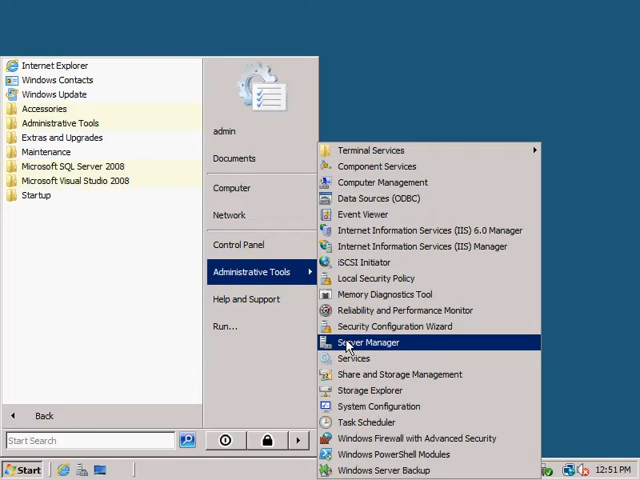 Internet Explorer
Windows Contacts
Windows Update
Accessories
Administrative Tools
Extras and Upgrades
Maintenance
Microsoft SQL Server 2008
Microsoft Visual Studio 2008
Startup
Back
Start Search
admin
Documents
Computer
Network
Control Panel
Administrative Tools
Help and Support
Run...
Terminal Services
Component Services
Computer Management
Data Sources (ODBC)
Event Viewer
Internet Information Services (IIS) 6.0 Manager
Internet Information Services (IIS) Manager
iSCSI Initiator
Local Security Policy
Memory Diagnostics Tool
Reliability and Performance Monitor
Security Configuration Wizard
Server Manager
Services
Share and Storage Management
Storage Explorer
System Configuration
Task Scheduler
Windows Firewall with Advanced Security
Windows PowerShell Modules
Windows Server Backup
Start
12:51 PM